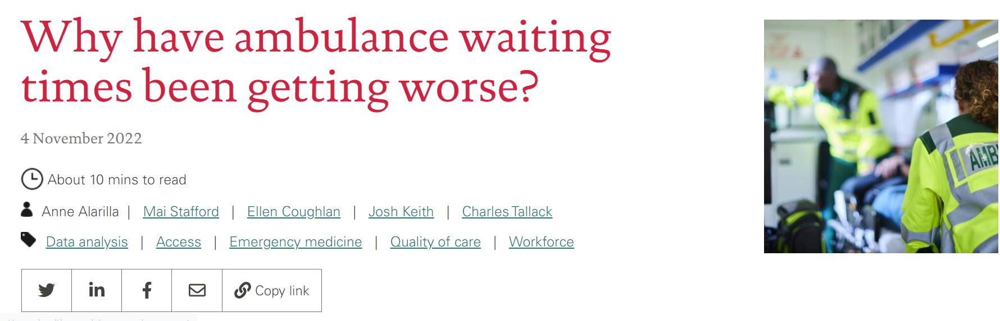 Why have ambulance waiting
times been getting worse?
4 November 2022
About 10 mins to read
Anne Alarilla | Mai Stafford | Ellen Coughlan | Josh Keith | Charles Tallack
Data analysis | Access | Emergency medicine | Quality of care | Workforce
Copy link